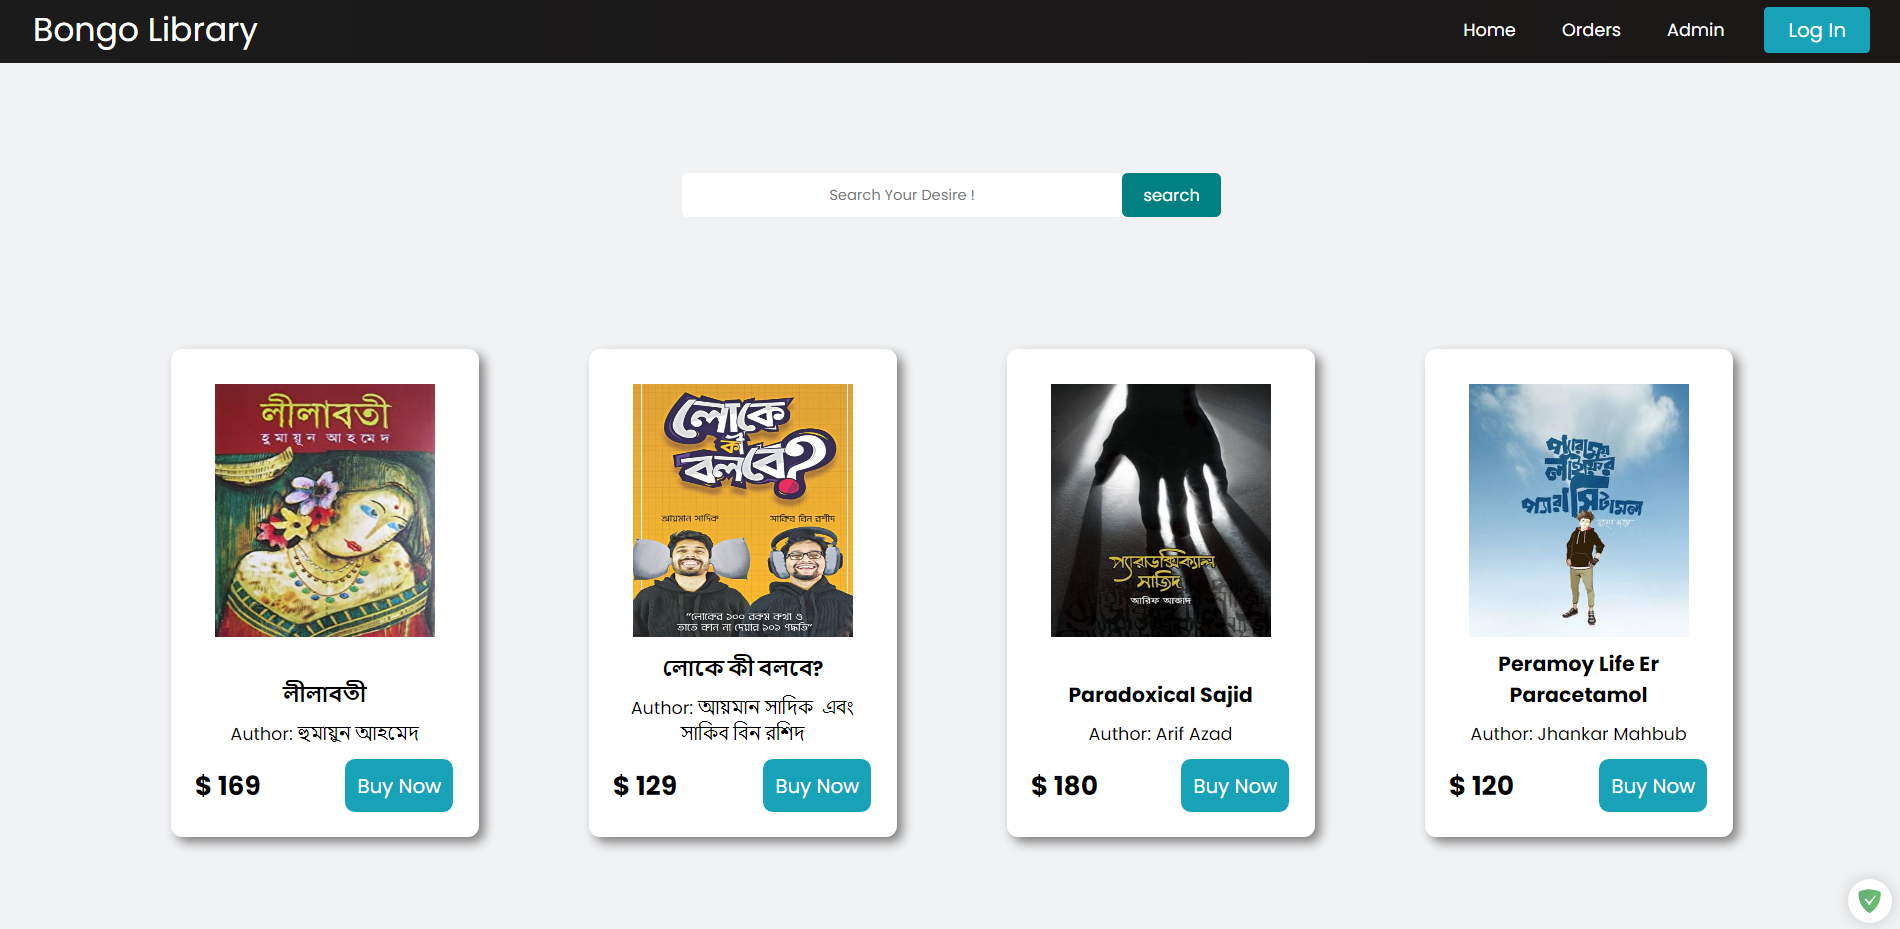 Bongo Library
Home Orders Admin Log In
Search Your Desire ! search
লীলাবতী
হুমায়ূন আহমেদ
লোকে
কী
বলবে?
আয়মান সাদিক সাকিব বিন রশীদ
"লোকের ১০০ রকম কথা ও
তাতে কান না দেয়ার ১০১ পদ্ধতি"
প্যারাডক্সিক্যাল
সাজিদ
আরিফ আজাদ
পেরাময়
লাইফের
প্যারাসিটামল
লীলাবতী
Author: হুমায়ুন আহমেদ
$ 169 Buy Now
লোকে কী বলবে?
Author: আয়মান সাদিক এবং
সাকিব বিন রশিদ
$ 129 Buy Now
Paradoxical Sajid
Author: Arif Azad
$ 180 Buy Now
Peramoy Life Er
Paracetamol
Author: Jhankar Mahbub
$ 120 Buy Now